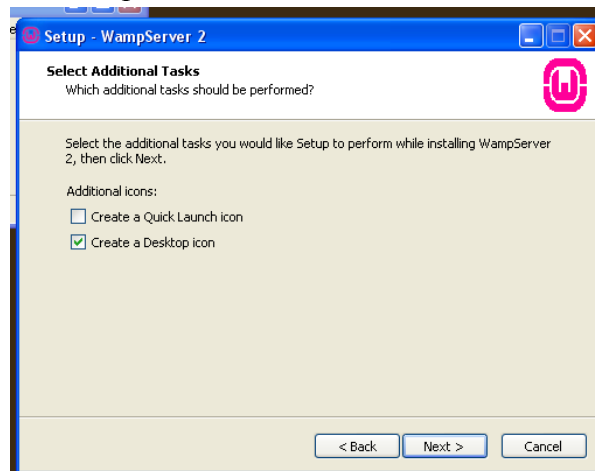 Setup - WampServer 2
Select Additional Tasks
Which additional tasks should be performed?
Select the additional tasks you would like Setup to perform while installing WampServer
2, then click Next.
Additional icons:
Create a Quick Launch icon
Create a Desktop icon
< Back Next > Cancel